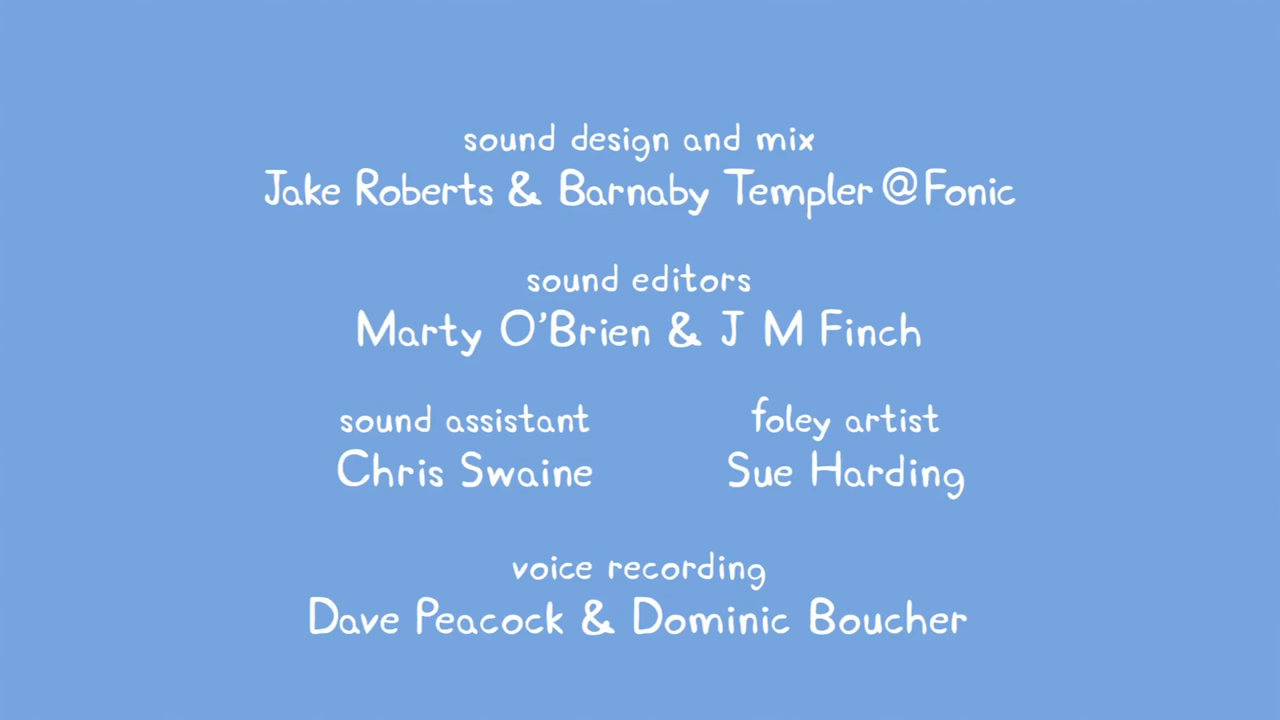 sound design and mix
Jake Roberts & Barnaby Templer @Fonic
sound editors
Marty O'Brien & J M Finch
sound assistant
Chris Swaine
foley artist
Sue Harding
voice recording
Dave Peacock & Dominic Boucher